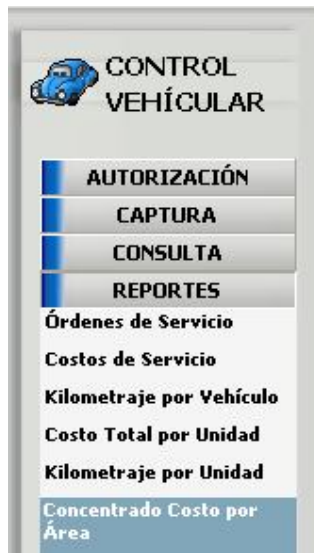 CONTROL
VEHÍCULAR
AUTORIZACIÓN
CAPTURA
CONSULTA
REPORTES
Órdenes de Servicio
Costos de Servicio
Kilometraje por Vehículo
Costo Total por Unidad
Kilometraje por Unidad
Concentrado Costo por
Área